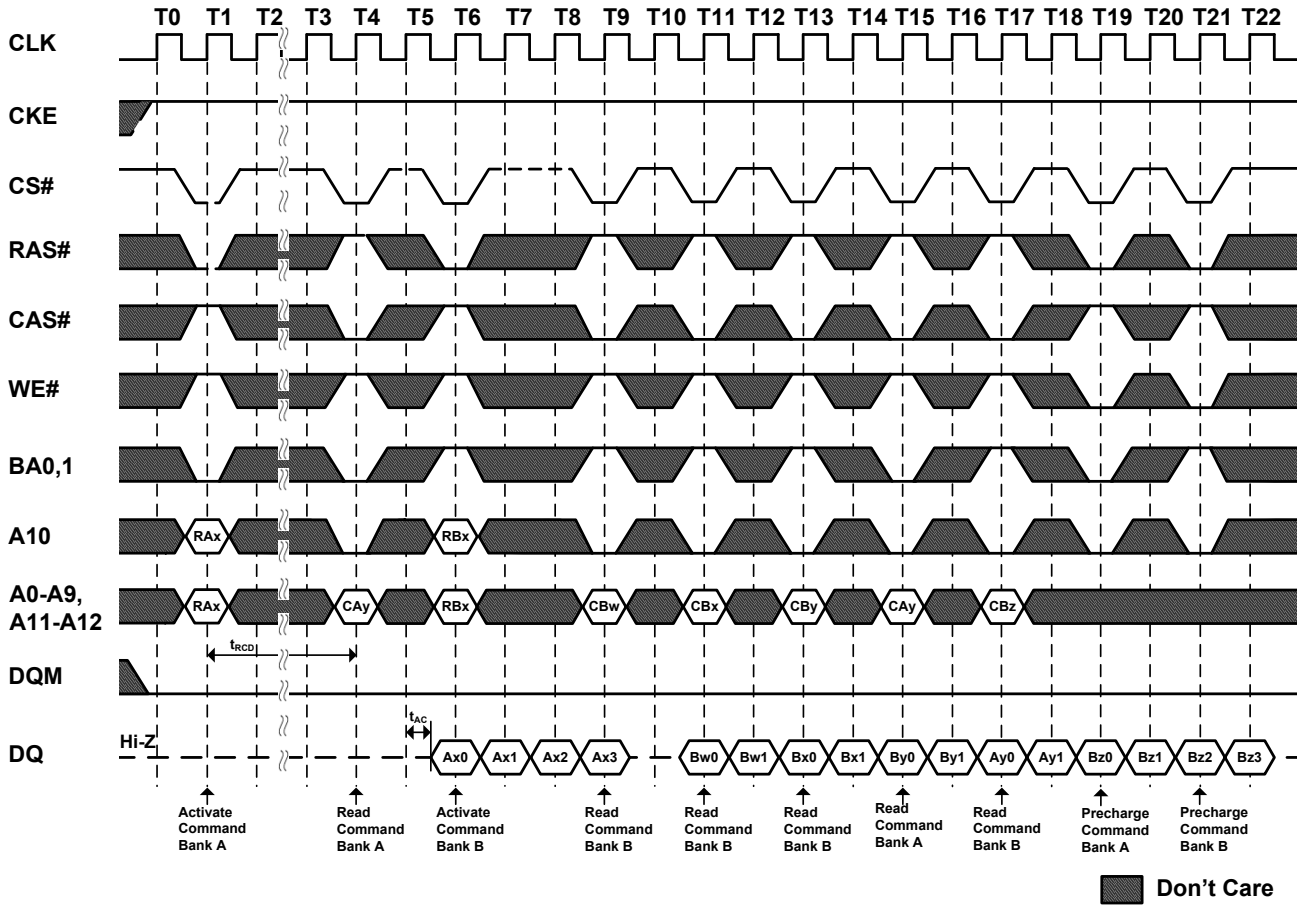 T0 T1 T2 T3 T4 T5 T6 T7 T8 T9 T10 T11 T12 T13 T14 T15 T16 T17 T18 T19 T20 T21 T22
CLK
CKE
CS#
RAS#
CAS#
WE#
BA0,1
A10
RAx RBx
A0-A9,
A11-A12
RAx CAy RBx CBw CBx CBy CAy CBz
tRCD
DQM
tAC
Hi-Z
DQ
Ax0 Ax1 Ax2 Ax3 Bw0 Bw1 Bx0 Bx1 By0 By1 Ay0 Ay1 Bz0 Bz1 Bz2 Bz3
Activate
Command
Bank A
Read
Command
Bank A
Activate
Command
Bank B
Read
Command
Bank B
Read
Command
Bank B
Read
Command
Bank B
Read
Command
Bank A
Read
Command
Bank B
Precharge
Command
Bank A
Precharge
Command
Bank B
Don't Care